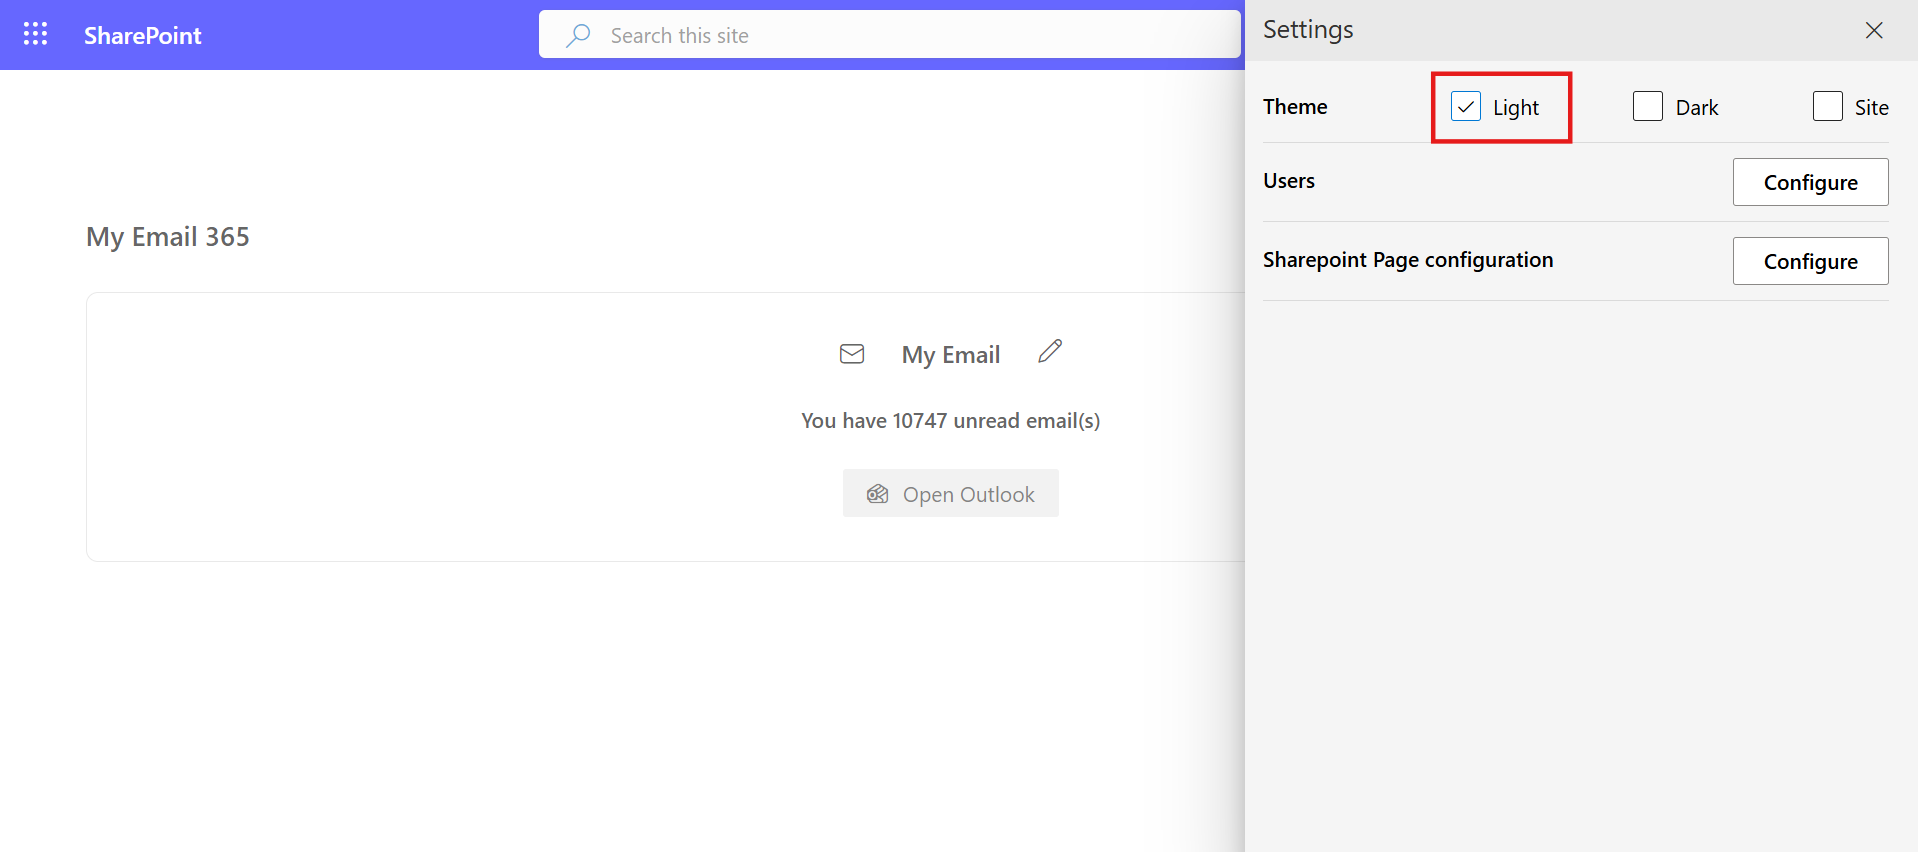 SharePoint
Search this site
Settings
Theme
Light
Dark
Site
Users
Configure
Sharepoint Page configuration
Configure
My Email 365
My Email
You have 10747 unread email(s)
Open Outlook